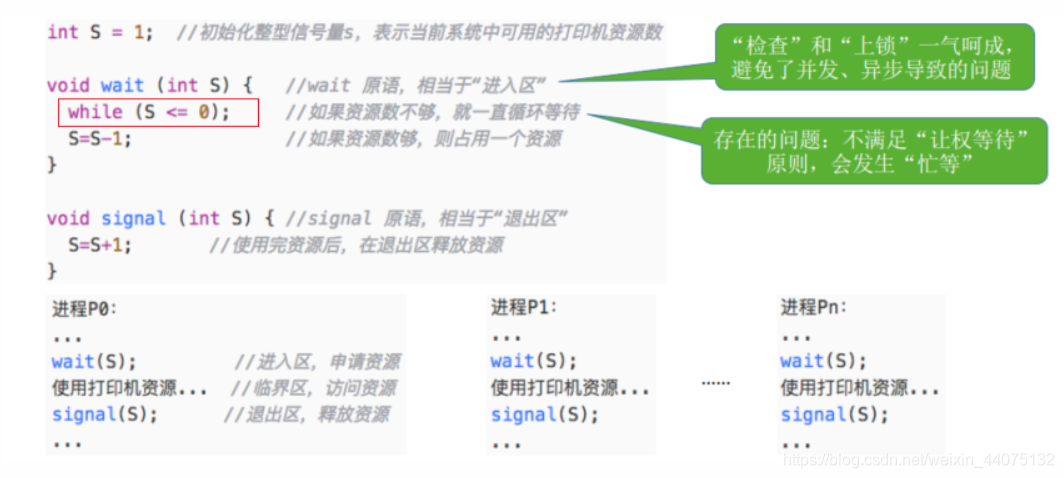 int S = 1;  //初始化整型信号量s，表示当前系统中可用的打印机资源数
void wait (int S) {   //wait 原语，相当于“进入区”
while (S <= 0);     //如果资源数不够，就一直循环等待
S=S-1;              //如果资源数够，则占用一个资源
}
void signal (int S) { //signal 原语，相当于“退出区”
S=S+1;       //使用完资源后，在退出区释放资源
}
“检查”和“上锁”一气呵成，
避免了并发、异步导致的问题
存在的问题：不满足“让权等待”
原则，会发生“忙等”
进程P0：
...
wait(S);        //进入区，申请资源
使用打印机资源...  //临界区，访问资源
signal(S);      //退出区，释放资源
...
进程P1：
...
wait(S);
使用打印机资源...
signal(S);
...
······
进程Pn：
...
wait(S);
使用打印机资源...
signal(S);
...
https://blog.csdn.net/weixin_44075132